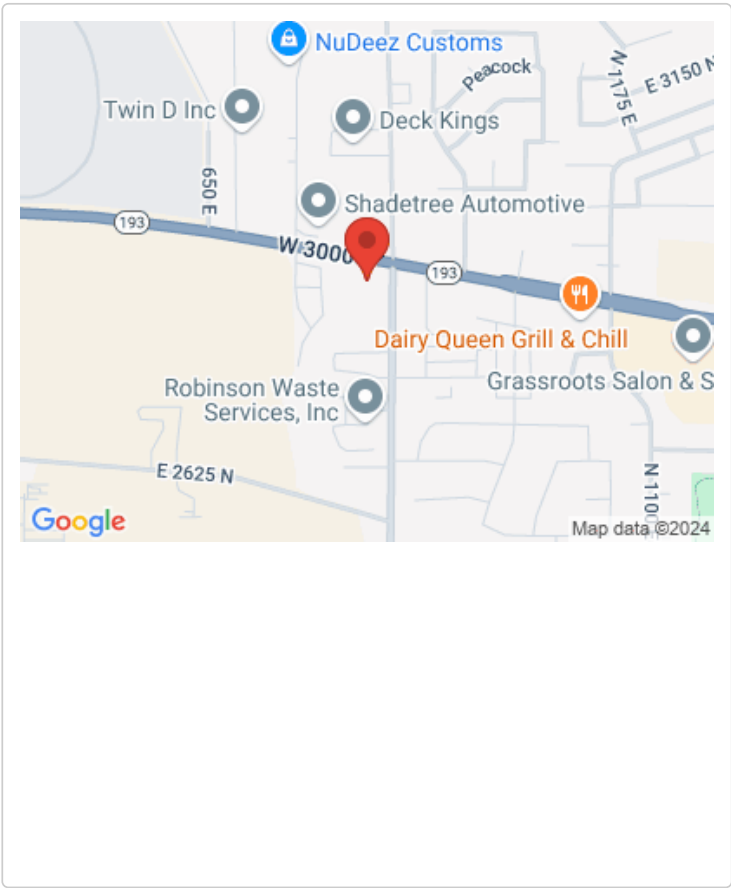 NuDeez Customs
Peacock
N 1175 E
E 3150 N
Twin D Inc
Deck Kings
650 E
Shadetree Automotive
193
W 3000
193
Dairy Queen Grill & Chill
Grassroots Salon & S
Robinson Waste
Services, Inc
E 2625 N
N 1100 E
Google
Map data ©2024